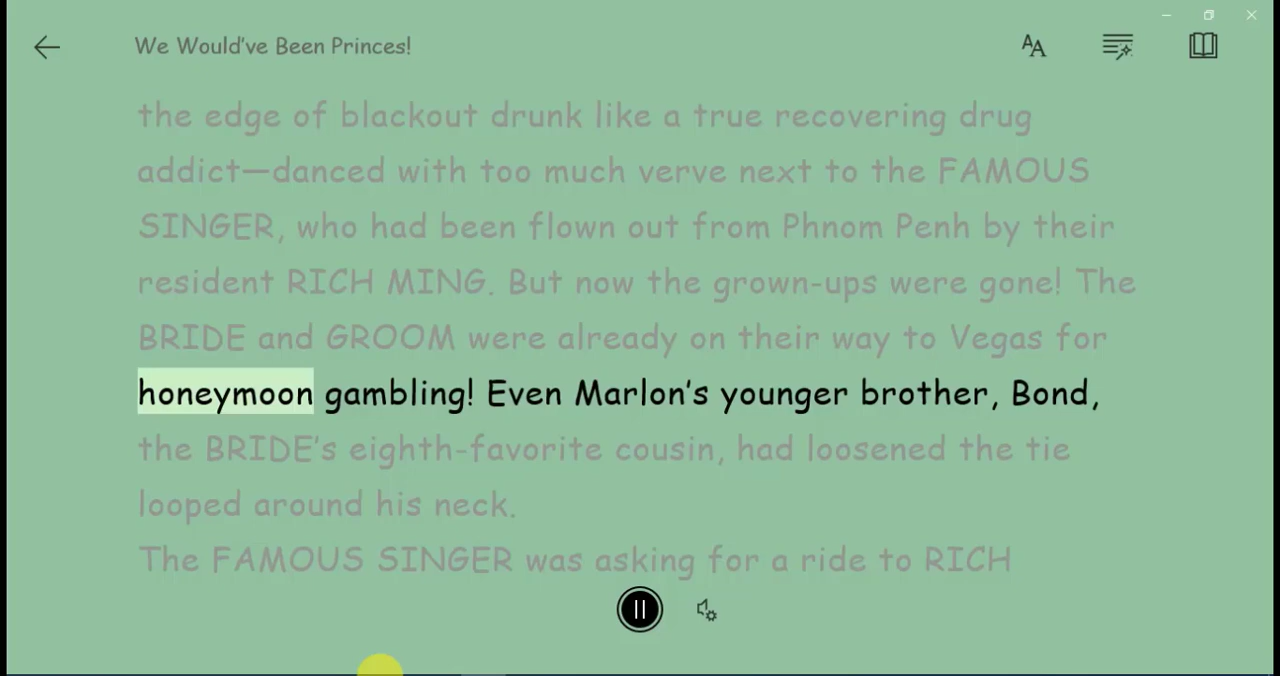 We Would've Been Princes!
the edge of blackout drunk like a true recovering drug
addict—danced with too much verve next to the FAMOUS
SINGER, who had been flown out from Phnom Penh by their
resident RICH MING. But now the grown-ups were gone! The
BRIDE and GROOM were already on their way to Vegas for
honeymoon gambling! Even Marlon's younger brother, Bond,
the BRIDE's eighth-favorite cousin, had loosened the tie
looped around his neck.
The FAMOUS SINGER was asking for a ride to RICH